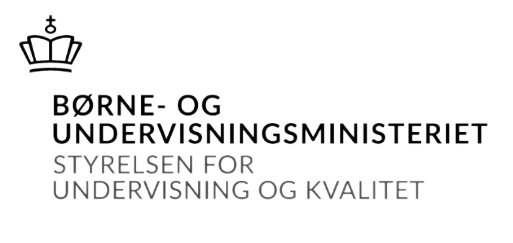 BØRNE- OG
UNDERVISNINGSMINISTERIET
STYRELSEN FOR
UNDERVISNING OG KVALITET